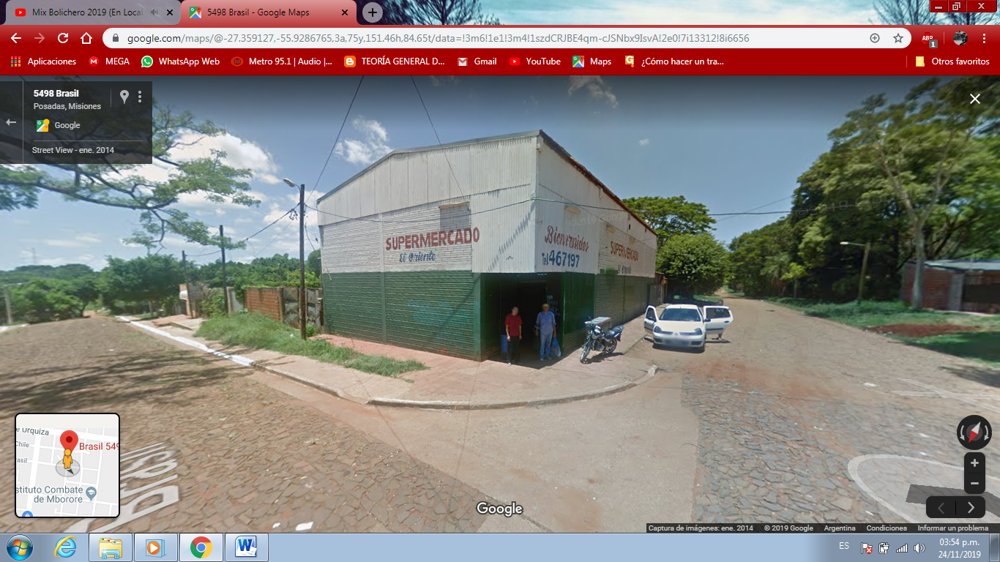 Mix Bolichero 2019 (En Local
5498 Brasil - Google Maps
google.com/maps/@-27.359127,-55.9286765,3a,75y,151.46h,84.65t/data=!3m6!1e1!3m4!1szdCRJBE4qm-cJSNbx9IsvA!2e0!7i13312!8i6656
ABP
1
Aplicaciones
MEGA
WhatsApp Web
Metro 95.1 | Audio |...
TEORÍA GENERAL D...
Gmail
YouTube
Maps
¿Cómo hacer un tra...
Otros favoritos
5498 Brasil
Posadas, Misiones
Google
Street View - ene. 2014
SUPERMERCADO
El Oriente
Bienvenidos
Tel 467197
SUPERMERCADO
El Oriente
e Urquiza
Chile
asil
Brasil 549
stituto Combate
de Mborore
Google
Captura de imágenes: ene. 2014
© 2019 Google
Argentina
Condiciones
Informar un problema
ES
03:54 p.m.
24/11/2019